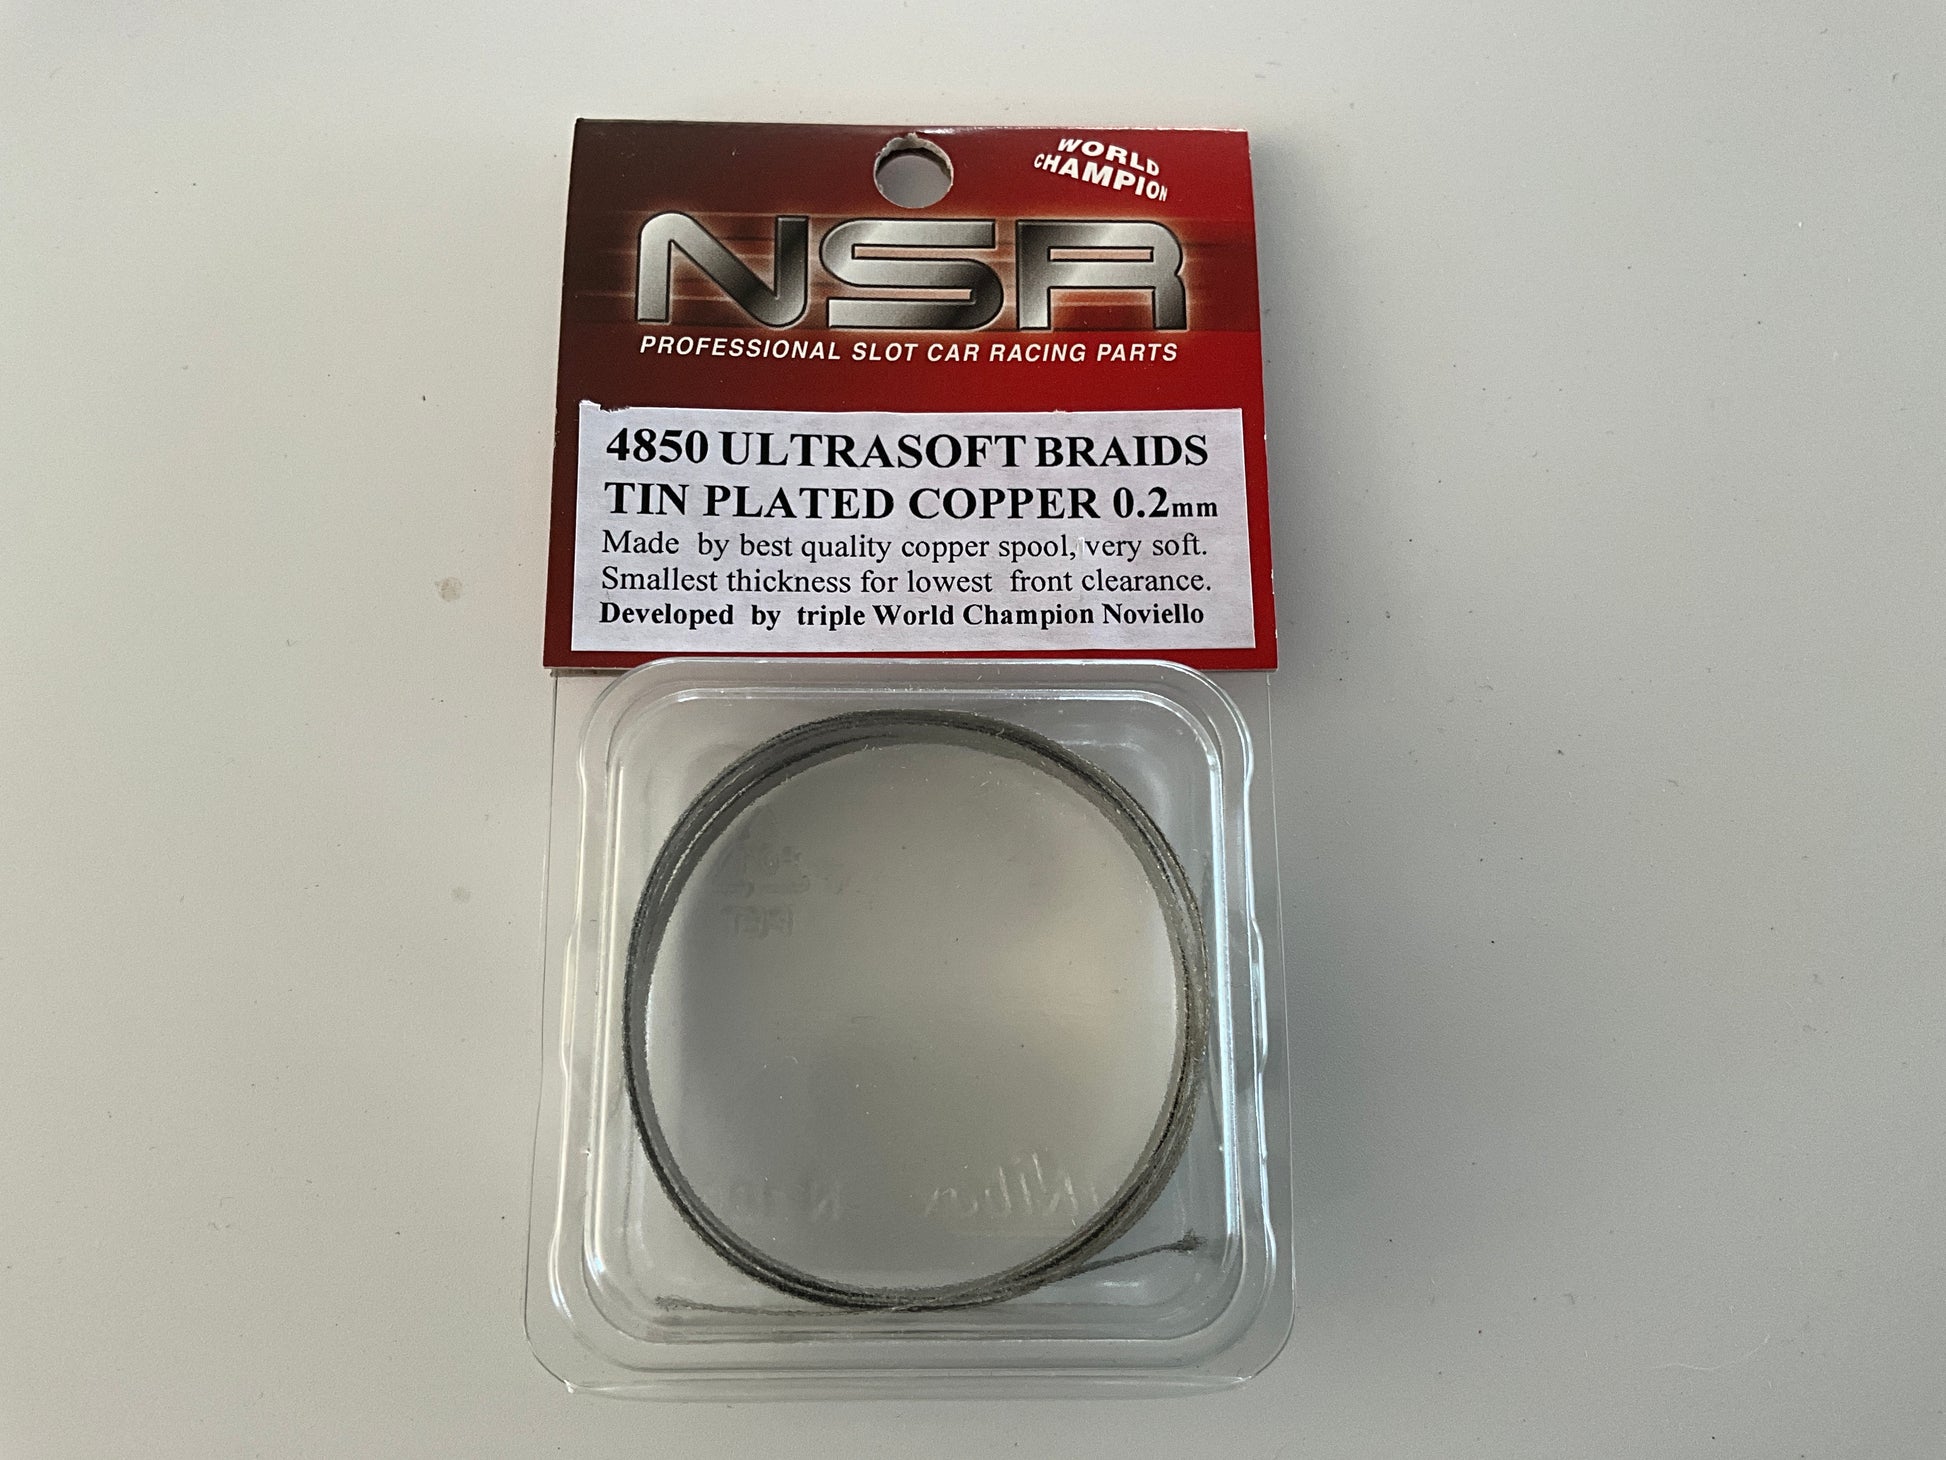 WORLD
CHAMPION
NSR
PROFESSIONAL SLOT CAR RACING PARTS
4850 ULTRASOFT BRAIDS
TIN PLATED COPPER 0.2mm
Made by best quality copper spool, very soft.
Smallest thickness for lowest front clearance.
Developed by triple World Champion Noviello